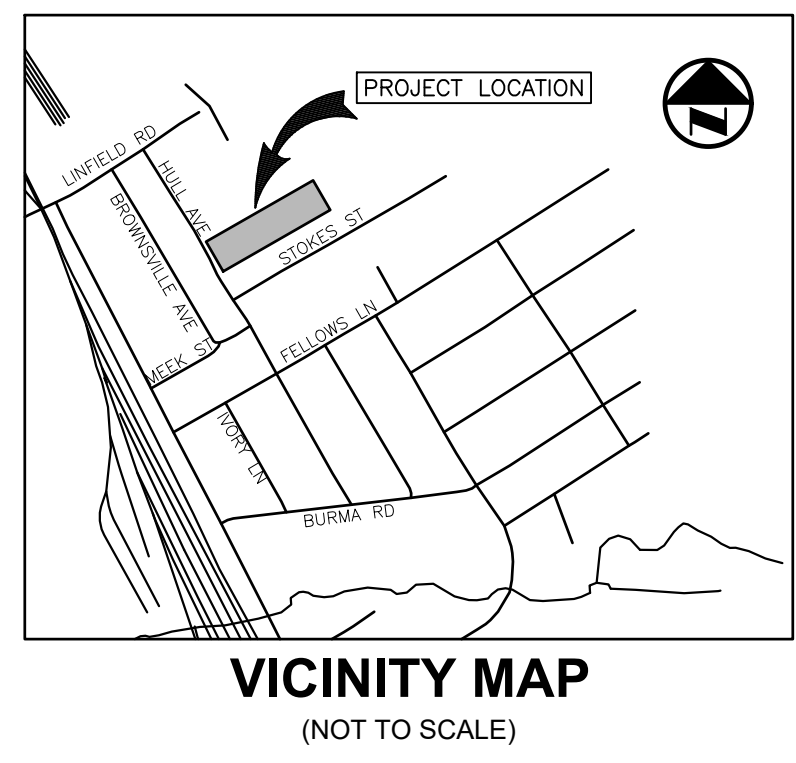 PROJECT LOCATION
N
LINFIELD RD
HULL AVE
BROWNSVILLE AVE
STOKES ST
MEEK ST
FELLOWS LN
IVORY LN
BURMA RD
VICINITY MAP
(NOT TO SCALE)